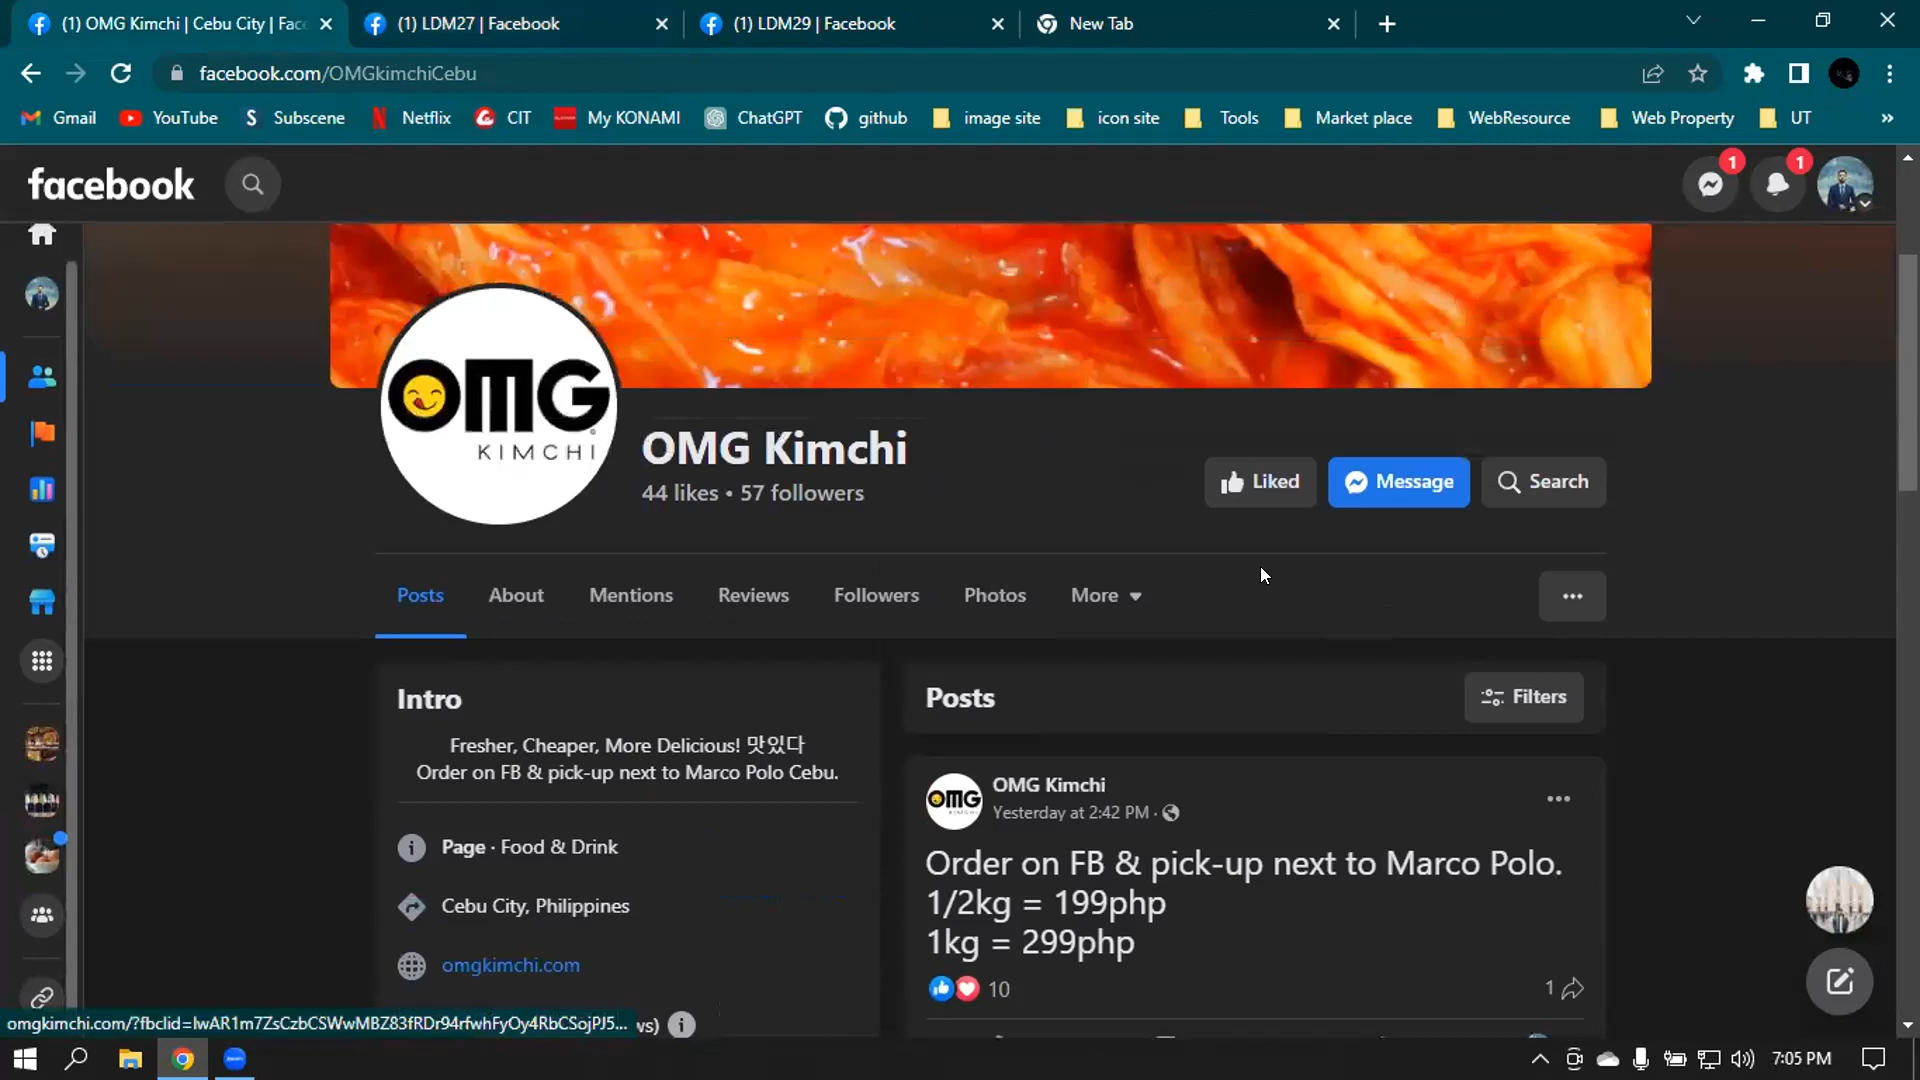 (1) OMG Kimchi | Cebu City | Fac
(1) LDM27 | Facebook
(1) LDM29 | Facebook
New Tab
facebook.com/OMGkimchiCebu
Gmail
YouTube
Subscene
Netflix
CIT
My KONAMI
ChatGPT
github
image site
icon site
Tools
Market place
WebResource
Web Property
UT
»
facebook
1
1
OMG
KIMCHI
OMG Kimchi
44 likes • 57 followers
Liked
Message
Search
Posts
About
Mentions
Reviews
Followers
Photos
More
Intro
Fresher, Cheaper, More Delicious! 맛있다
Order on FB & pick-up next to Marco Polo Cebu.
Page · Food & Drink
Cebu City, Philippines
omgkimchi.com
ws)
Posts
Filters
OMG
OMG Kimchi
Yesterday at 2:42 PM ·
Order on FB & pick-up next to Marco Polo.
1/2kg = 199php
1kg = 299php
10
1
omgkimchi.com/?fbclid=IwAR1m7ZsCzbCSWwMBZ83fRDr94rfwhFyOy4RbCSojPJ5...
7:05 PM